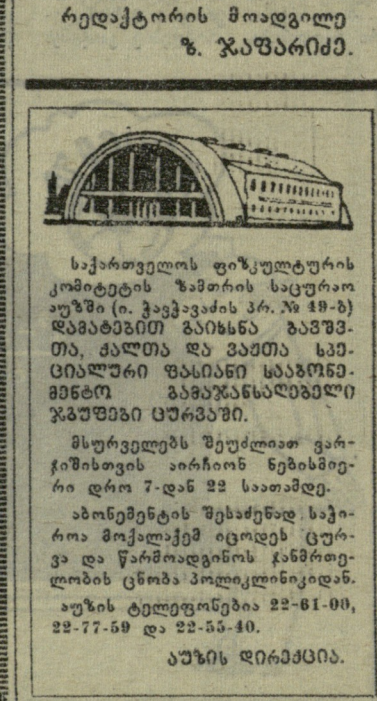 რედაქტორის მოადგილე
ზ. ჯაფარიძე.
საქართველოს ფიზკულტურის
კომიტეტის ზამთრის საცურაო
აუზში (ი. ჭავჭავაძის პრ. № 49-ბ)
დამატებით გაიხსნა ბავშვ-
თა, ქალთა და ვაჟთა სპე-
ციალური ფასიანი სააბონე-
მენტო გამაჯანსაღებელი
ჯგუფები ცურვაში.
მსურველებს შეუძლიათ ვარ-
ჯიშისთვის აირჩიონ ნებისმიე-
რი დრო 7-დან 22 საათამდე.
აბონემენტის შესაძენად საჭი-
როა მოქალაქემ იცოდეს ცურ-
ვა და წარმოადგინოს ჯანმრთე-
ლობის ცნობა პოლიკლინიკიდან.
აუზის ტელეფონებია 22-61-00,
22-77-59 და 22-55-40.
აუზის დირექცია.